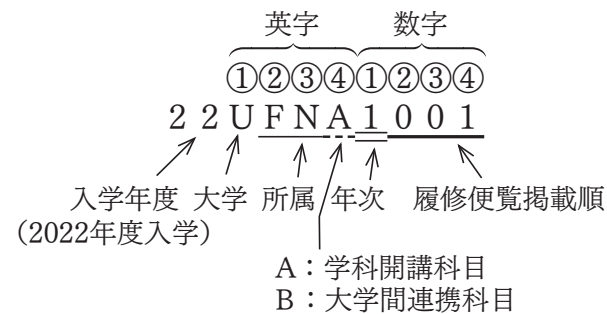 英字 数字
①②③④①②③④
22UFNA1001
入学年度 大学 所属 年次 履修便覧掲載順
(2022年度入学)
A:学科開講科目
B:大学間連携科目